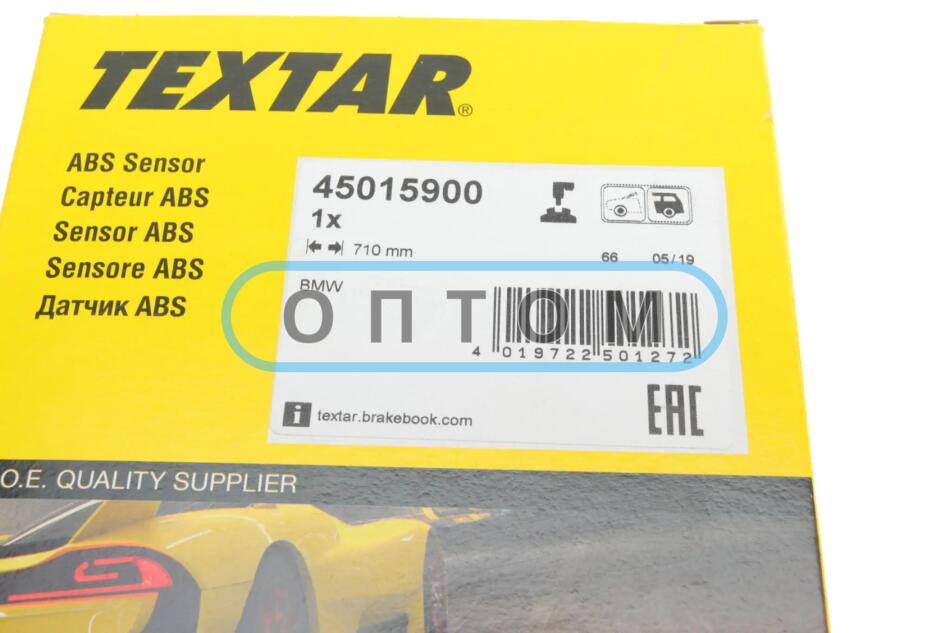 TEXTAR®
ABS Sensor
Capteur ABS
Sensor ABS
Sensore ABS
Датчик ABS
45015900
1x
710 mm
66 05/19
BMW
ОПТОМ
4 019722 501272
i textar.brakebook.com
EAC
O.E. QUALITY SUPPLIER